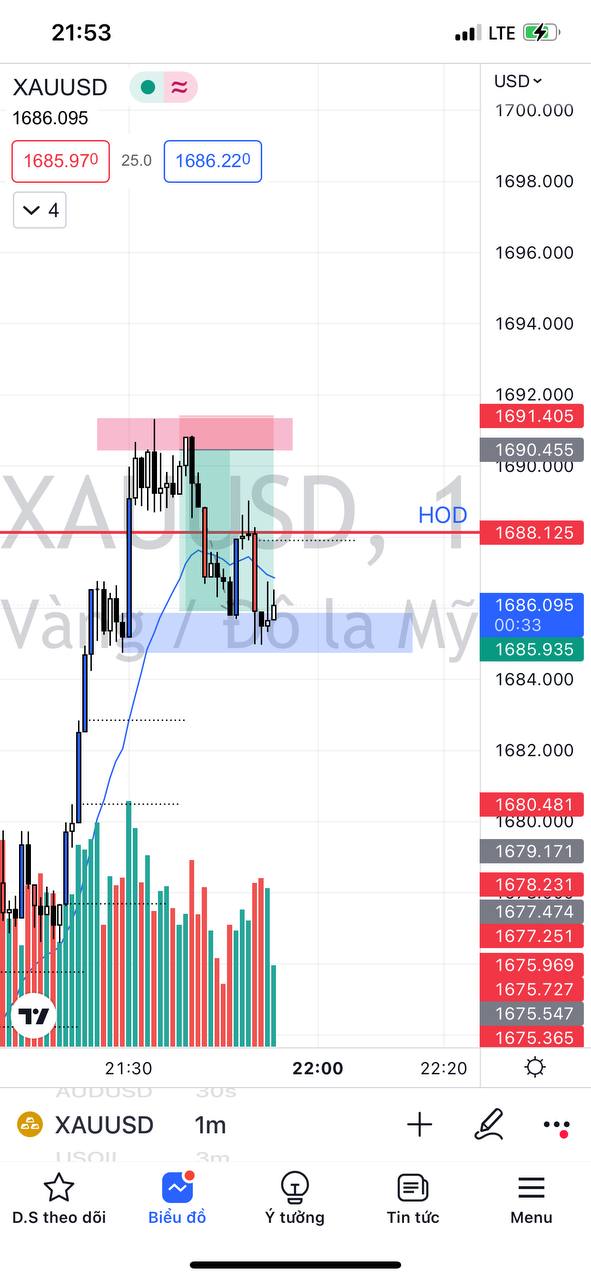 21:53
LTE
XAUUSD
USD
1686.095
1685.970
25.0
1686.220
4
1700.000
1698.000
1696.000
1694.000
1692.000
1691.405
1690.455
1690.000
XAUUSD, 1
HOD
1688.125
1686.095
00:33
Vàng / Đô la Mỹ
1685.935
1684.000
1682.000
1680.481
1680.000
1679.171
1678.231
1677.474
1677.251
1675.969
1675.727
1675.547
1675.365
21:30
22:00
22:20
AUDUSD 30s
XAUUSD 1m
USOIL 3m
D.S theo dõi
Biểu đồ
Ý tưởng
Tin tức
Menu